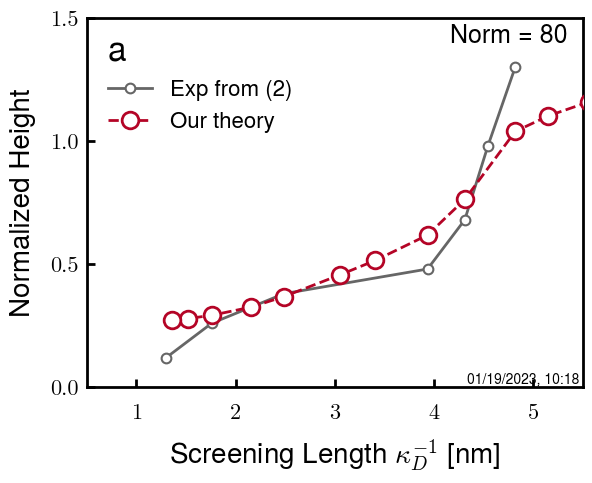 1.5
Norm = 80
a
Exp from (2)
Our theory
1.0
Normalized Height
0.5
0.0
01/19/2023, 10:18
1 2 3 4 5
Screening Length κ_D^{-1} [nm]